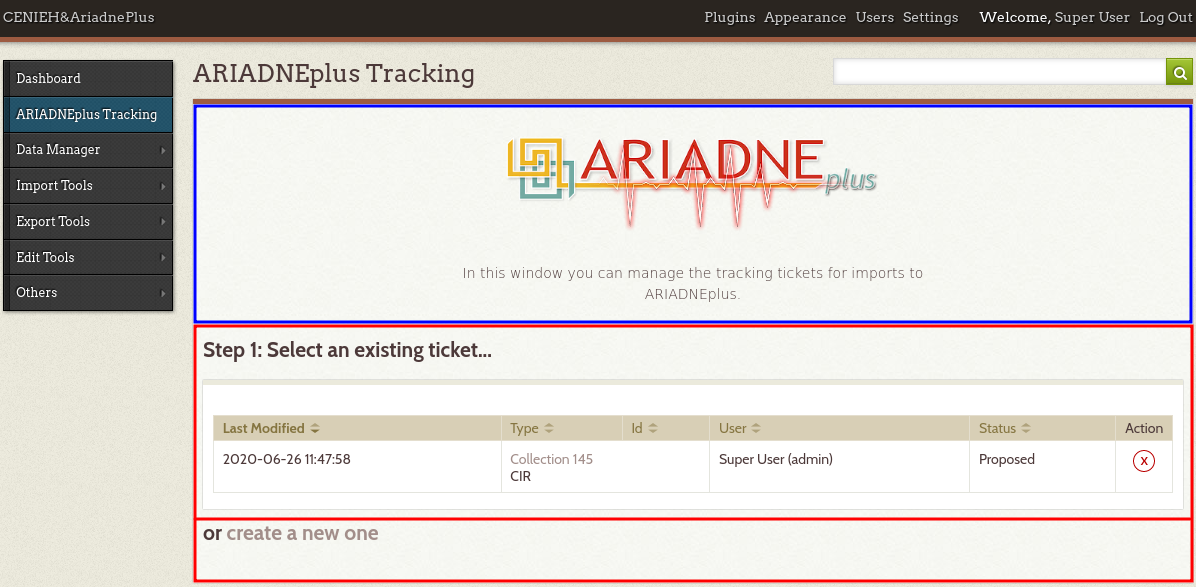 CENIEH&AriadnePlus
Plugins Appearance Users Settings Welcome, Super User Log Out
Dashboard
ARIADNEplus Tracking
Data Manager
Import Tools
Export Tools
Edit Tools
Others
ARIADNEplus Tracking
ARIADNE plus
In this window you can manage the tracking tickets for imports to
ARIADNEplus.
Step 1: Select an existing ticket...
Last Modified Type Id User Status Action
2020-06-26 11:47:58 Collection 145 Super User (admin) Proposed X
CIR
or create a new one